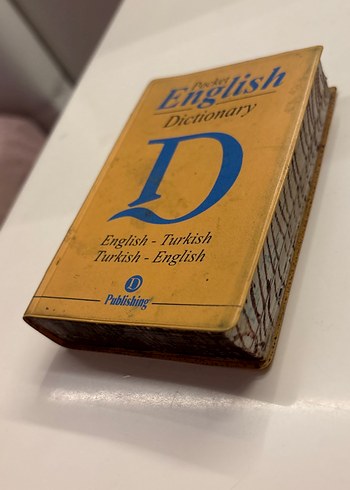 Pocket
English
Dictionary
D
English - Turkish
Turkish - English
D
Publishing